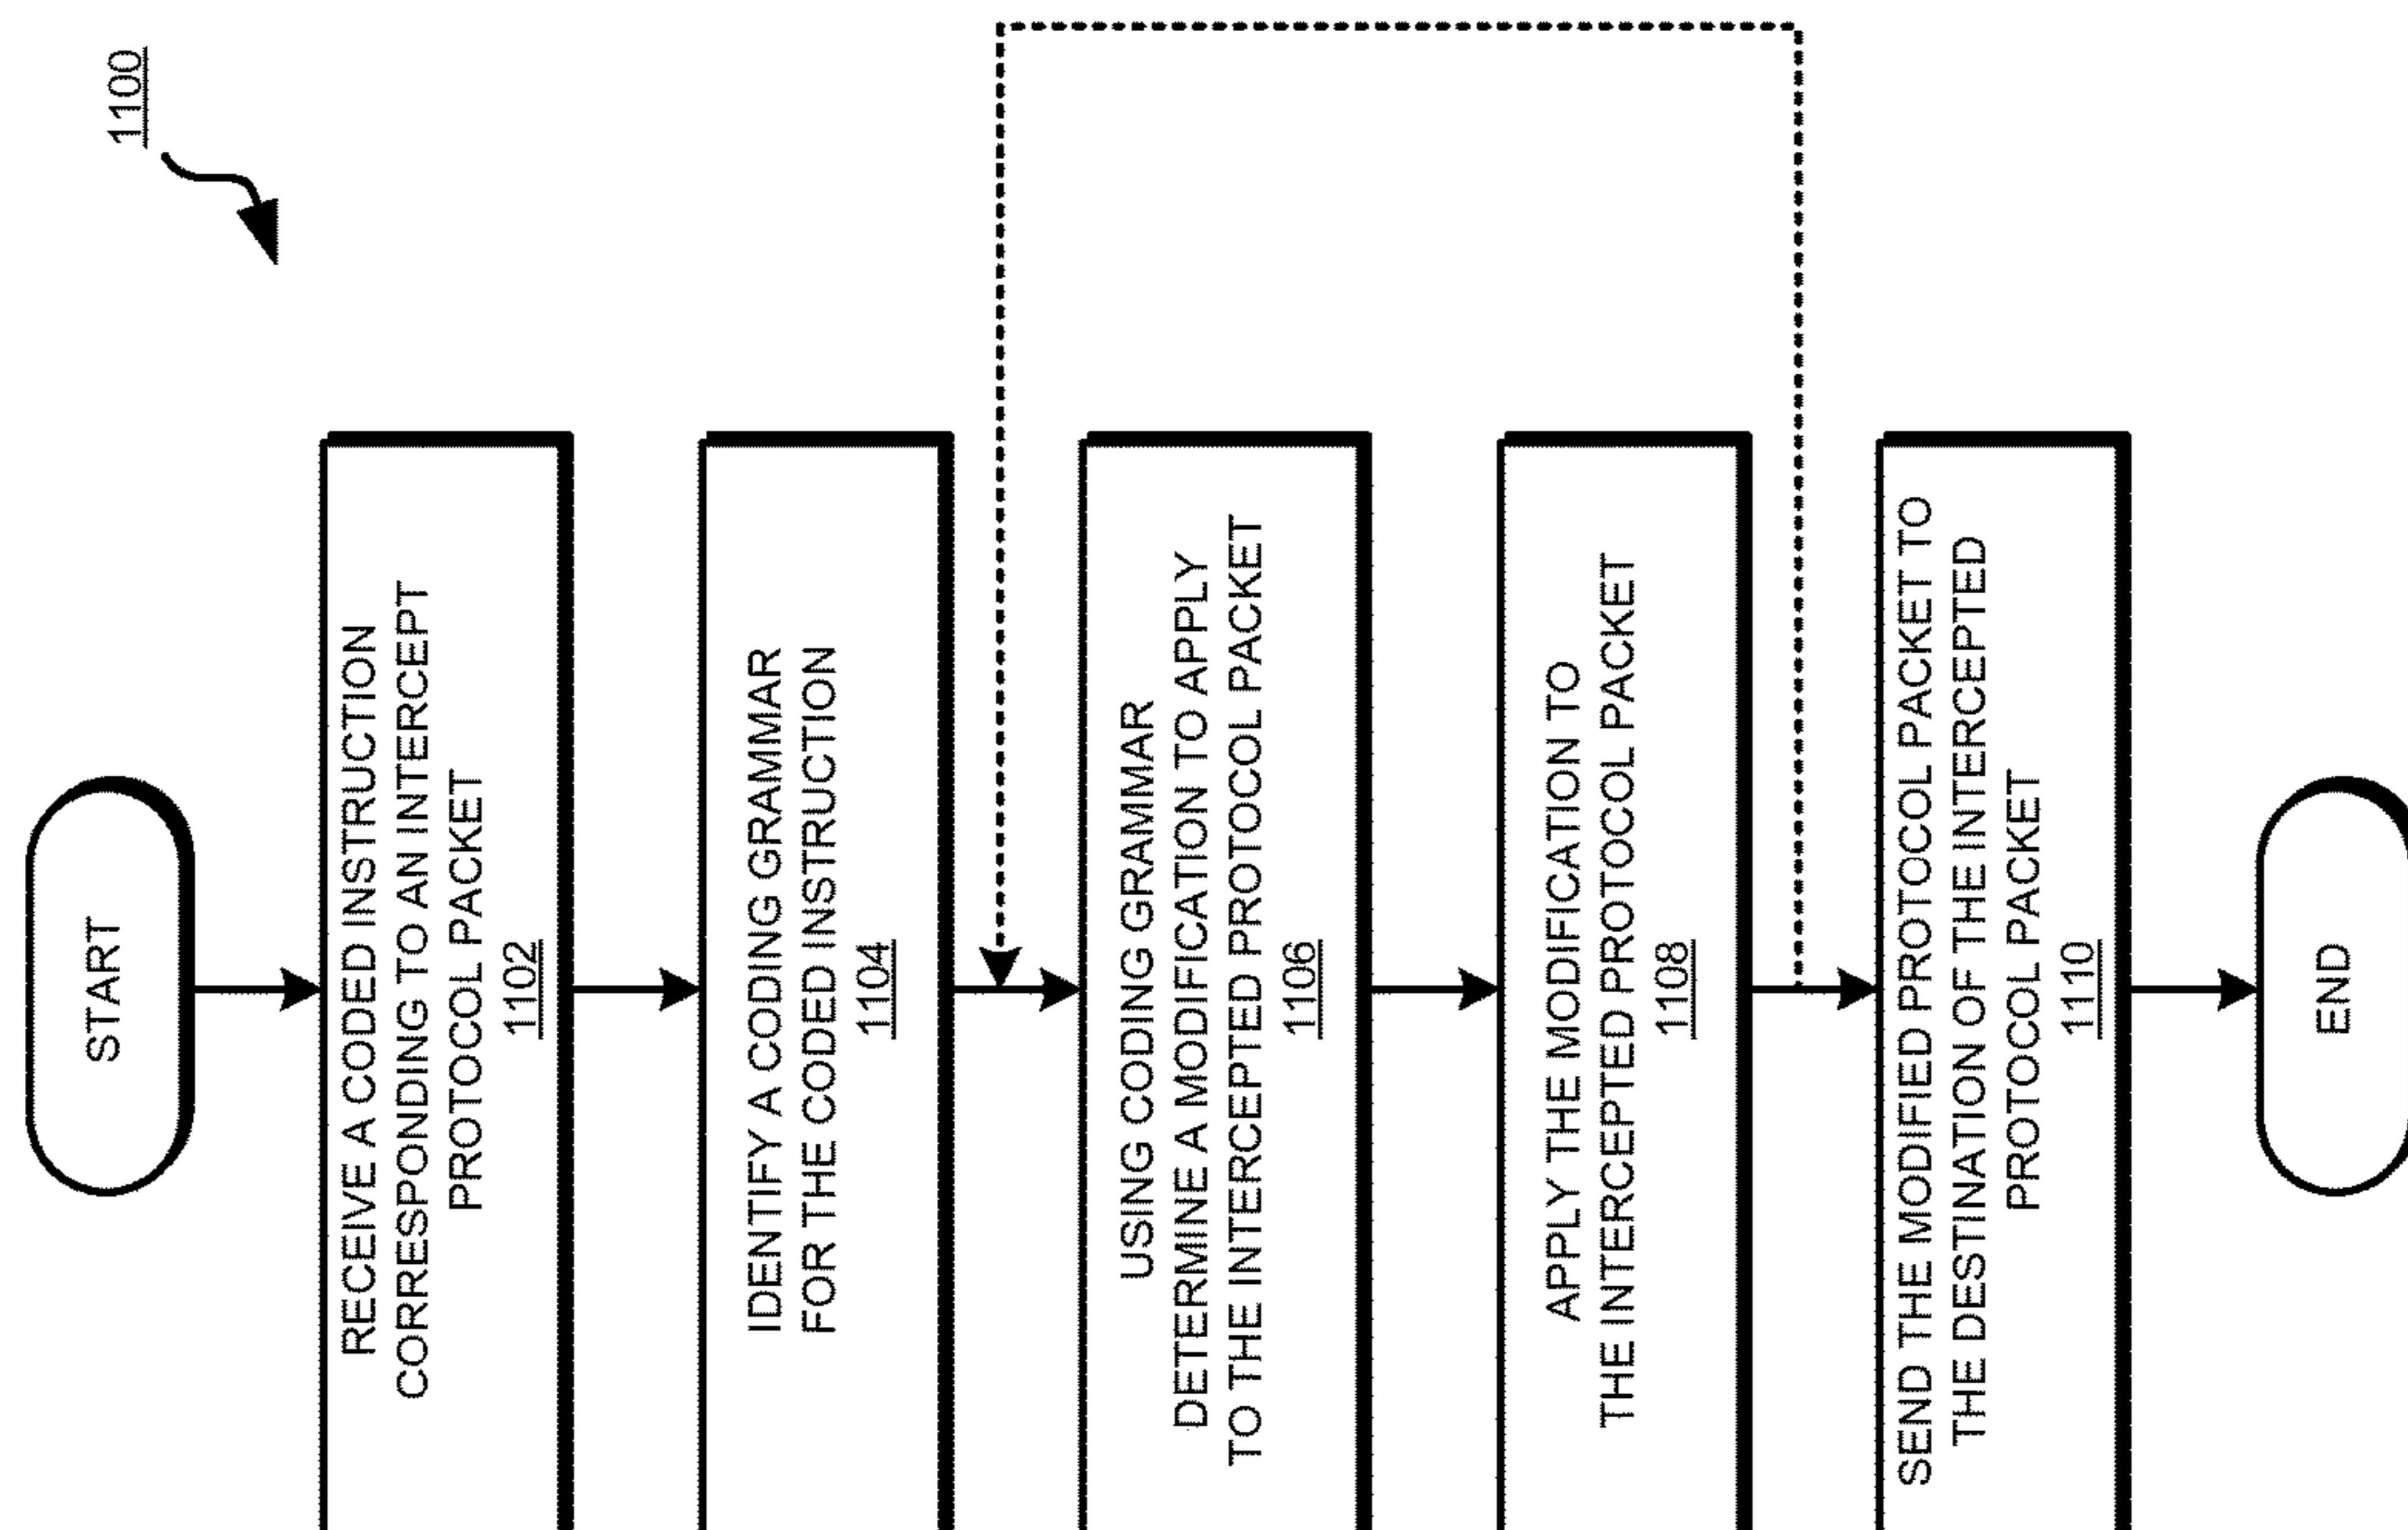 1100
START
RECEIVE A CODED INSTRUCTION
CORRESPONDING TO AN INTERCEPT
PROTOCOL PACKET
1102
IDENTIFY A CODING GRAMMAR
FOR THE CODED INSTRUCTION
1104
USING CODING GRAMMAR
DETERMINE A MODIFICATION TO APPLY
TO THE INTERCEPTED PROTOCOL PACKET
1106
APPLY THE MODIFICATION TO
THE INTERCEPTED PROTOCOL PACKET
1108
SEND THE MODIFIED PROTOCOL PACKET TO
THE DESTINATION OF THE INTERCEPTED
PROTOCOL PACKET
1110
END